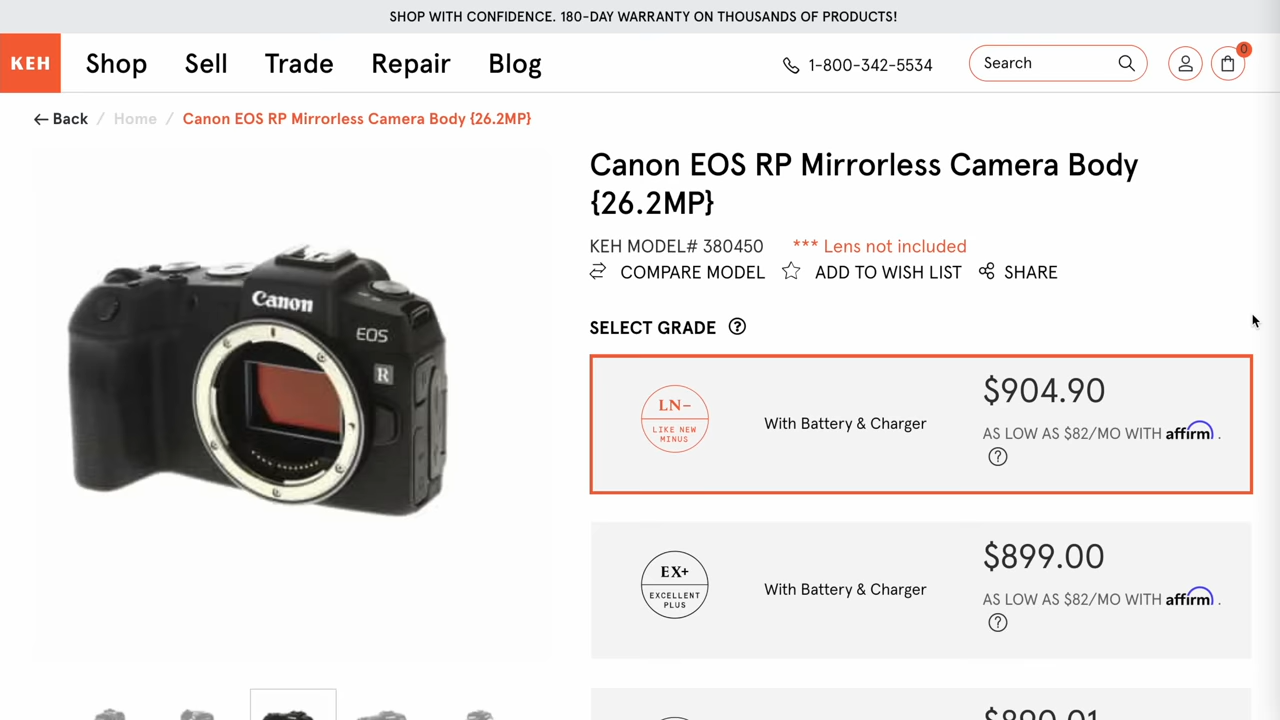 SHOP WITH CONFIDENCE. 180-DAY WARRANTY ON THOUSANDS OF PRODUCTS!
KEH Shop Sell Trade Repair Blog 1-800-342-5534 Search 0
Back / Home / Canon EOS RP Mirrorless Camera Body {26.2MP}
Canon EOS RP Mirrorless Camera Body
{26.2MP}
KEH MODEL# 380450 *** Lens not included
COMPARE MODEL ADD TO WISH LIST SHARE
SELECT GRADE ?
Canon
EOS
R
LN-
LIKE NEW
MINUS
With Battery & Charger
$904.90
AS LOW AS $82/MO WITH affirm.
?
EX+
EXCELLENT
PLUS
With Battery & Charger
$899.00
AS LOW AS $82/MO WITH affirm.
?